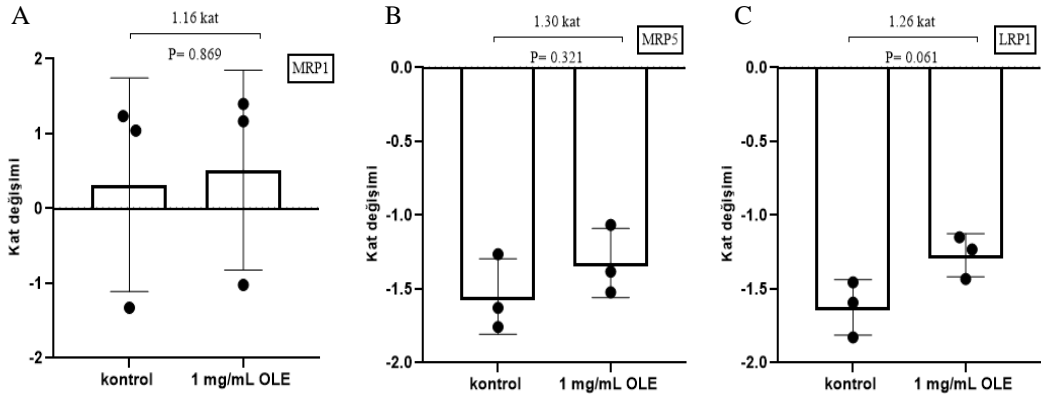 A
1.16 kat
P= 0.869
MRP1
Kat değişimi
2
1
0
-1
-2
kontrol
1 mg/mL OLE
B
1.30 kat
P= 0.321
MRP5
Kat değişimi
0.0
-0.5
-1.0
-1.5
-2.0
kontrol
1 mg/mL OLE
C
1.26 kat
P= 0.061
LRP1
Kat değişimi
0.0
-0.5
-1.0
-1.5
-2.0
kontrol
1 mg/mL OLE